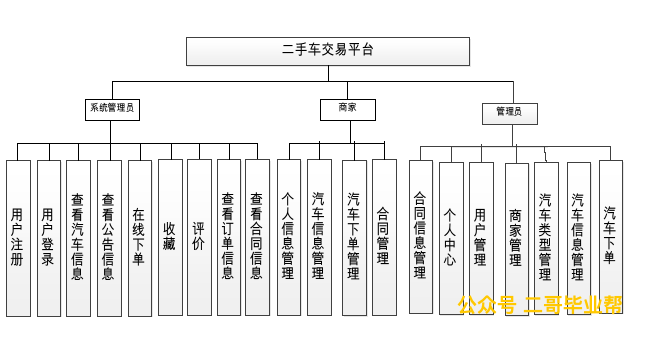 二手车交易平台
系统管理员
商家
管理员
用户注册
用户登录
查看汽车信息
查看公告信息
在线下单
收藏
评价
查看订单信息
查看合同信息
个人信息管理
汽车信息管理
汽车下单管理
合同管理
合同信息管理
个人中心
用户管理
商家管理
汽车类型管理
汽车信息管理
汽车下单
公众号 二哥毕业帮